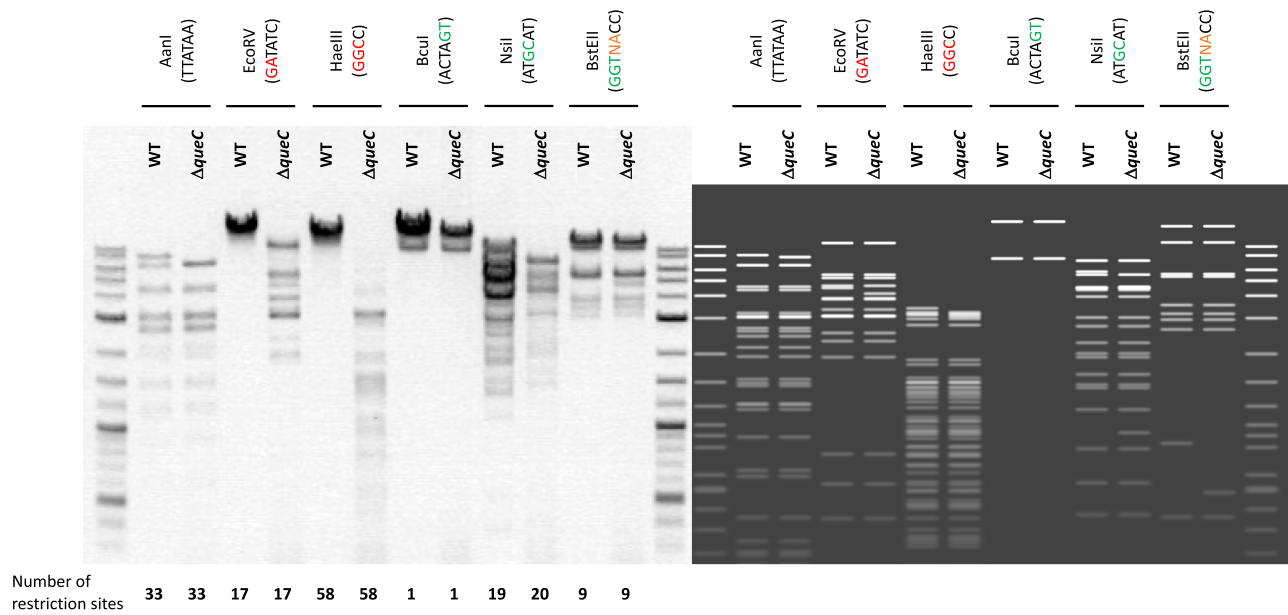 AanI
(TTATAA)
EcoRV
(GATATC)
HaeIII
(GGCC)
BcuI
(ACTAGT)
NsiI
(ATGCAT)
BstEII
(GGTNACC)
AanI
(TTATAA)
EcoRV
(GATATC)
HaeIII
(GGCC)
BcuI
(ACTAGT)
NsiI
(ATGCAT)
BstEII
(GGTNACC)
WT
ΔqueC
WT
ΔqueC
WT
ΔqueC
WT
ΔqueC
WT
ΔqueC
WT
ΔqueC
WT
ΔqueC
WT
ΔqueC
WT
ΔqueC
WT
ΔqueC
WT
ΔqueC
WT
ΔqueC
Number of
restriction sites
33 33 17 17 58 58 1 1 19 20 9 9